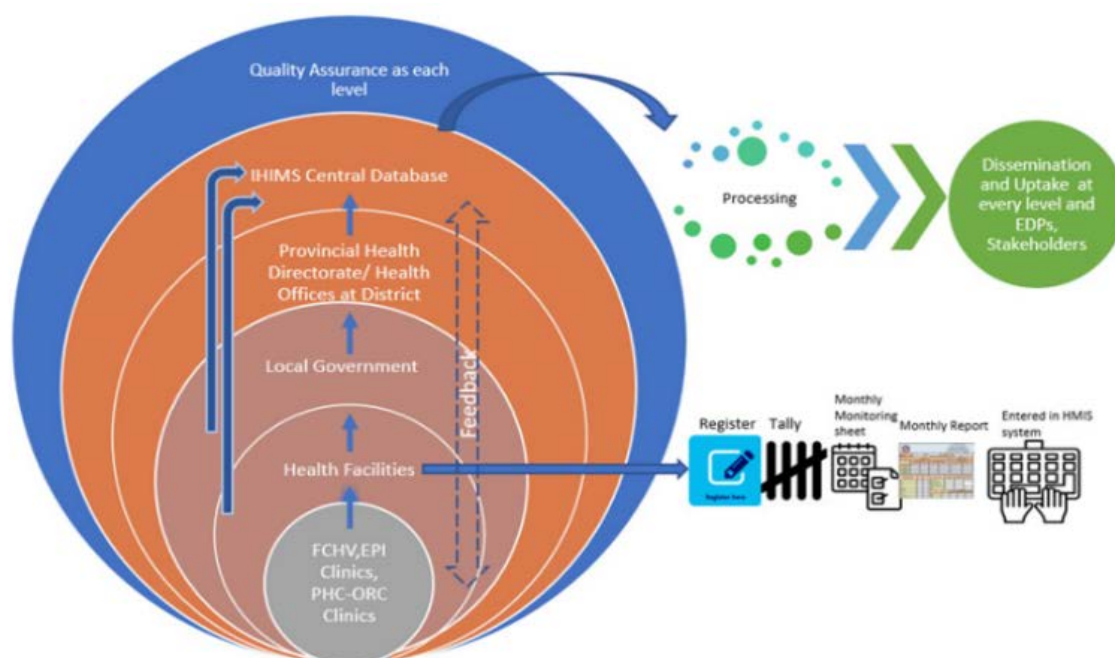 Quality Assurance as each
level
IHIMS Central Database
Provincial Health
Directorate/ Health
Offices at District
Local Government
Feedback
Health Facilities
FCHV,EPI
Clinics,
PHC-ORC
Clinics
Processing
Dissemination
and Uptake at
every level and
EDPs,
Stakeholders
Register
Tally
Monthly
Monitoring
sheet
Monthly Report
Entered in HMIS
system
Register here